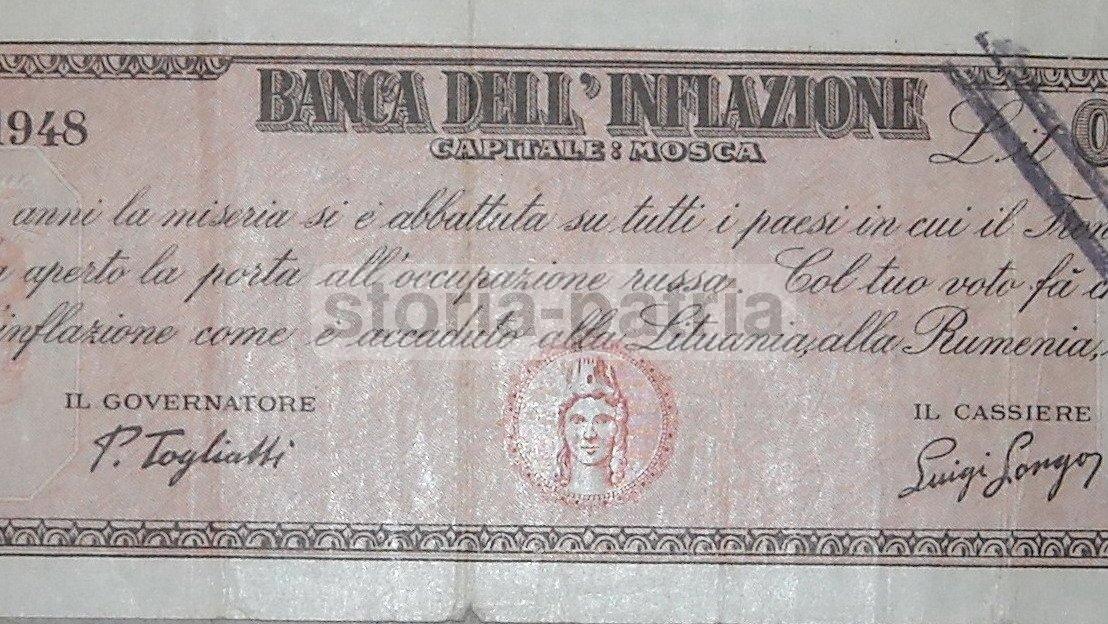 BANCA DELL'INFLAZIONE
1948
CAPITALE: MOSCA
L.it
anni la miseria si è abbattuta su tutti i paesi in cui il
aperto la porta all'occupazione russa. Col tuo voto fà
inflazione come è accaduto alla Lituania, alla Rumenia,
storia-patria
IL GOVERNATORE
IL CASSIERE
P. Togliatti
Luigi Longo